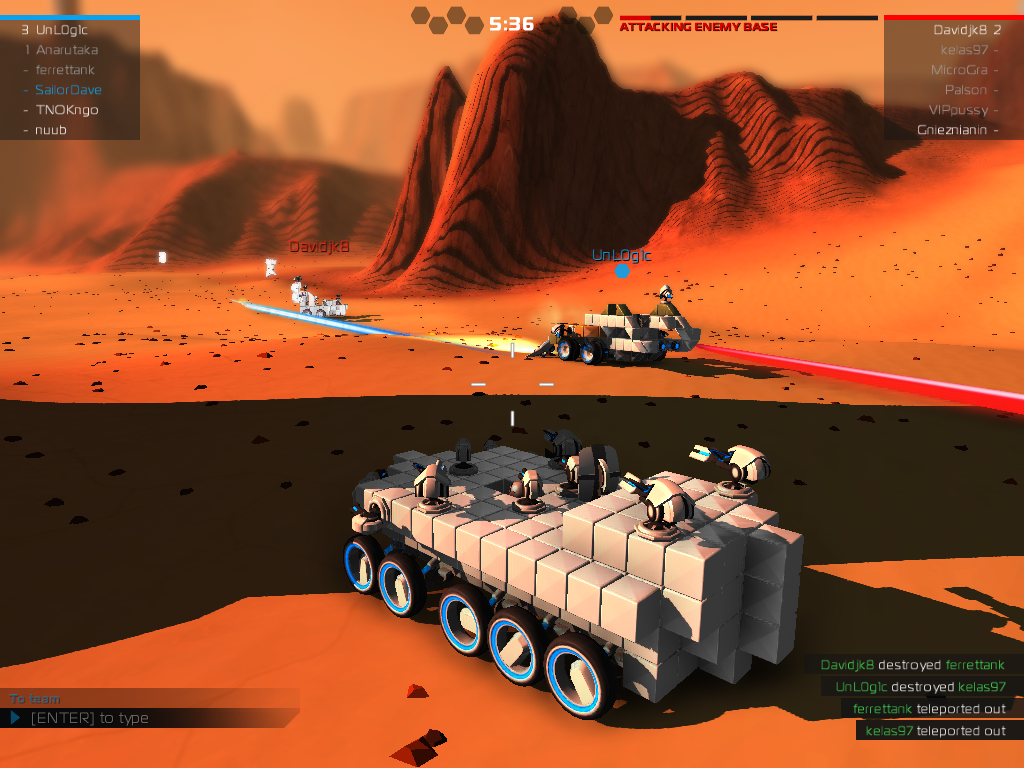 3 UnL0g1c
1 Anarutaka
- ferrettank
- SailorDave
- TNOKngo
- nuub
5:36
ATTACKING ENEMY BASE
Davidjk8 2
kelas97 -
MicroGra -
Palson -
VIPpussy -
Gnieznianin -
Davidjk8
UnL0g1c
Davidjk8 destroyed ferrettank
UnL0g1c destroyed kelas97
ferrettank teleported out
kelas97 teleported out
To team
[ENTER] to type